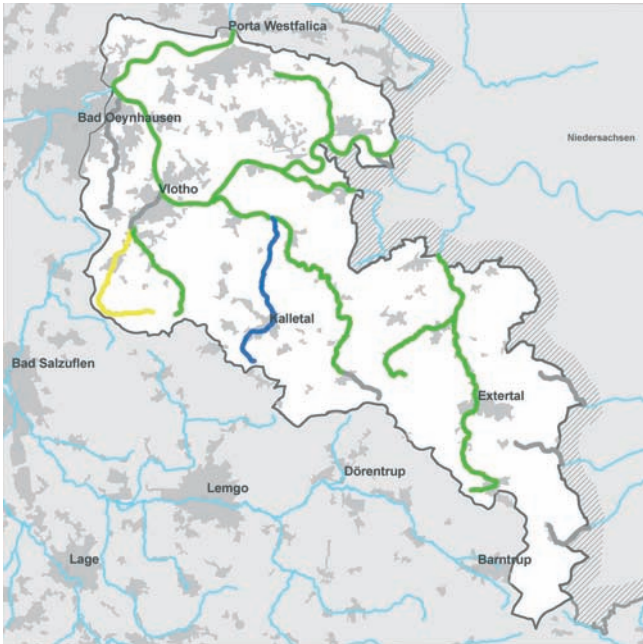 Porta Westfalica
Bad Oeynhausen
Niedersachsen
Vlotho
Kalletal
Bad Salzuflen
Extertal
Dörentrup
Lemgo
Lage
Barntrup